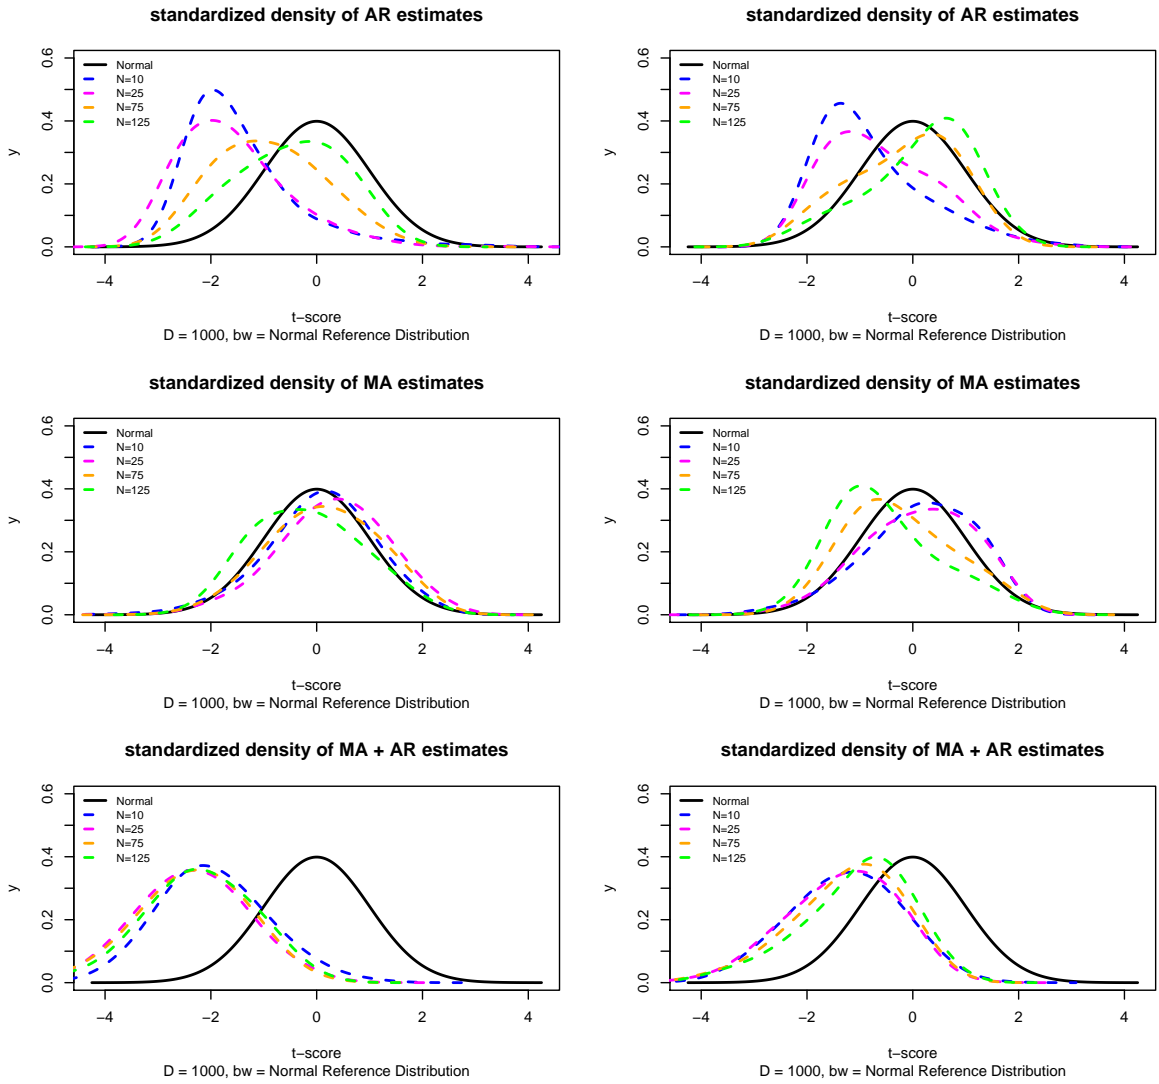 standardized density of AR estimates
0.0 0.2 0.4 0.6
y
Normal
N=10
N=25
N=75
N=125
−4 −2 0 2 4
t−score
D = 1000, bw = Normal Reference Distribution
standardized density of AR estimates
0.0 0.2 0.4 0.6
y
Normal
N=10
N=25
N=75
N=125
−4 −2 0 2 4
t−score
D = 1000, bw = Normal Reference Distribution
standardized density of MA estimates
0.0 0.2 0.4 0.6
y
Normal
N=10
N=25
N=75
N=125
−4 −2 0 2 4
t−score
D = 1000, bw = Normal Reference Distribution
standardized density of MA estimates
0.0 0.2 0.4 0.6
y
Normal
N=10
N=25
N=75
N=125
−4 −2 0 2 4
t−score
D = 1000, bw = Normal Reference Distribution
standardized density of MA + AR estimates
0.0 0.2 0.4 0.6
y
Normal
N=10
N=25
N=75
N=125
−4 −2 0 2 4
t−score
D = 1000, bw = Normal Reference Distribution
standardized density of MA + AR estimates
0.0 0.2 0.4 0.6
y
Normal
N=10
N=25
N=75
N=125
−4 −2 0 2 4
t−score
D = 1000, bw = Normal Reference Distribution